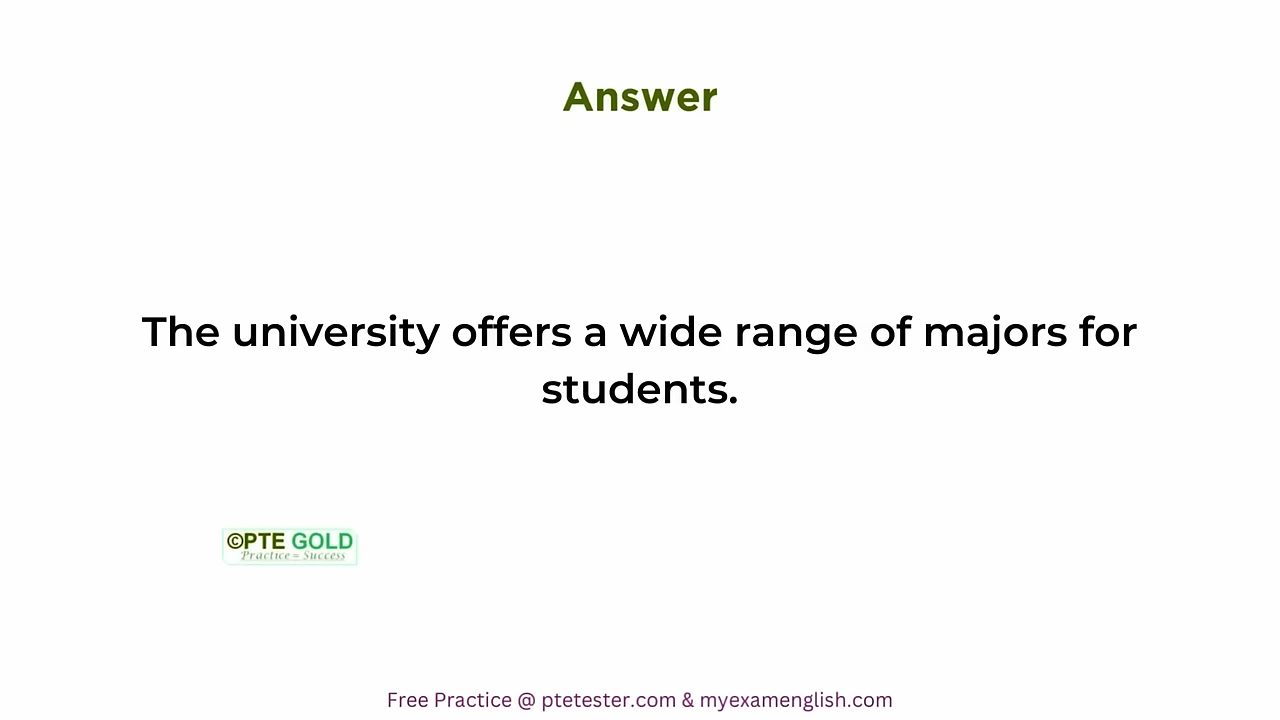 Answer
The university offers a wide range of majors for
students.
©PTE GOLD
Practice = Success
Free Practice @ ptetester.com & myexamenglish.com